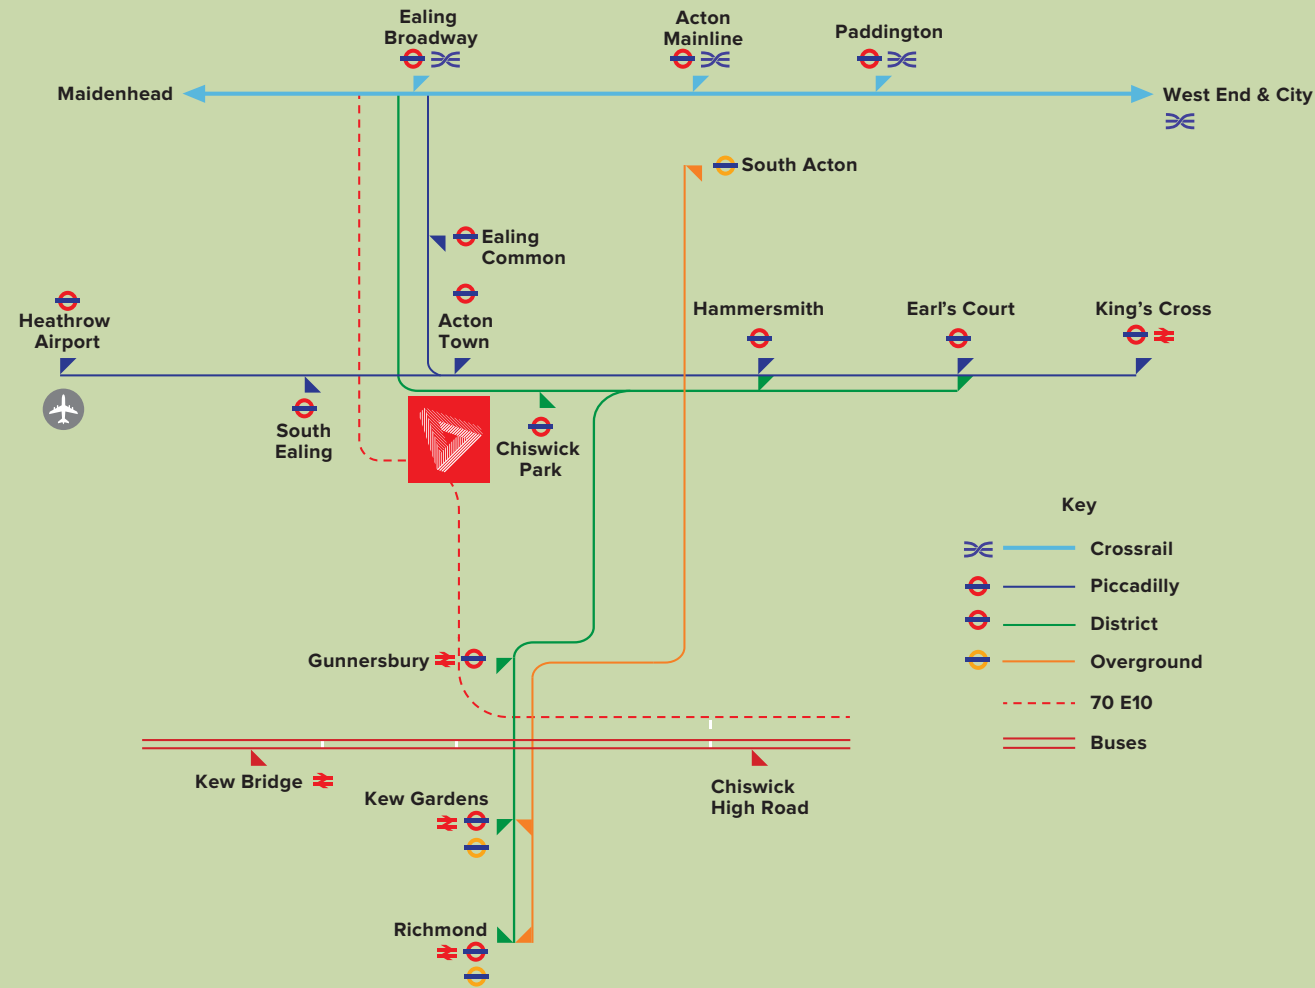 Ealing
Broadway
Acton
Mainline
Paddington
Maidenhead
West End & City
South Acton
Ealing
Common
Heathrow
Airport
Acton
Town
Hammersmith
Earl's Court
King's Cross
South
Ealing
Chiswick
Park
Key
Crossrail
Piccadilly
District
Overground
70 E10
Buses
Gunnersbury
Kew Bridge
Chiswick
High Road
Kew Gardens
Richmond